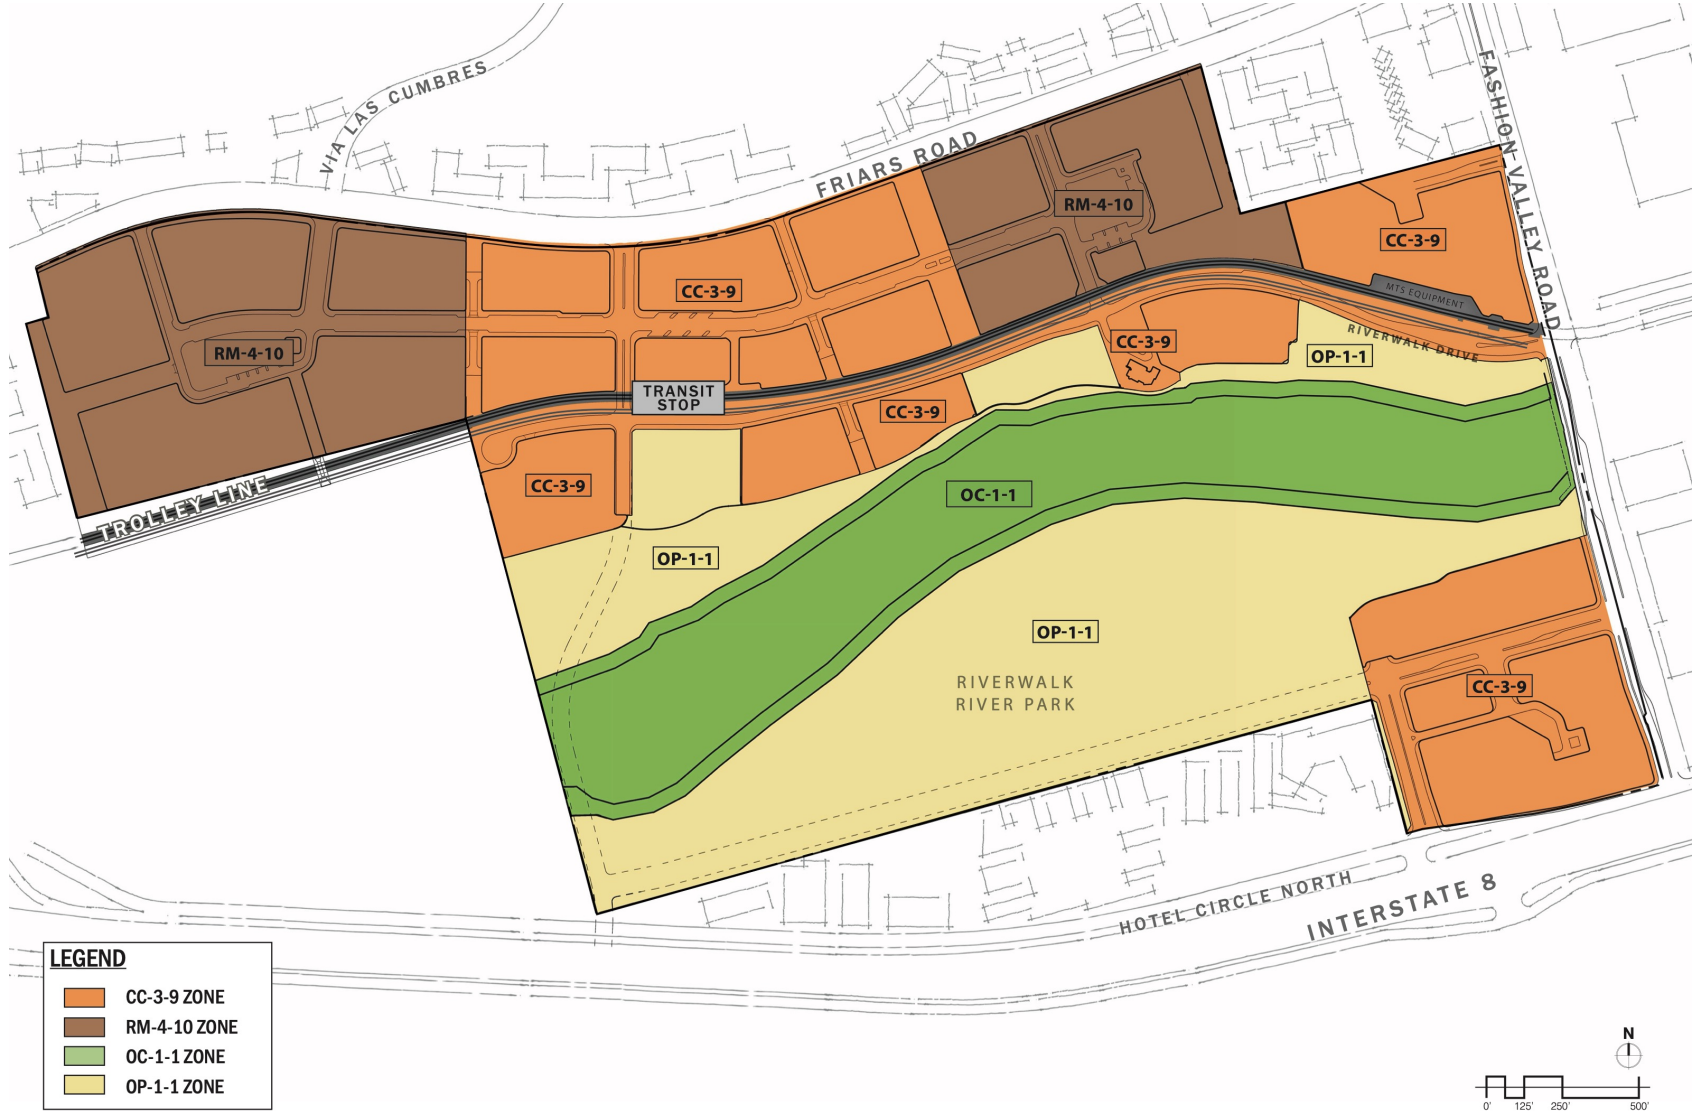 VIA LAS CUMBRES
FRIARS ROAD
FASHION VALLEY ROAD
RM-4-10
CC-3-9
CC-3-9
MTS EQUIPMENT
RIVERWALK DRIVE
RM-4-10
CC-3-9
OP-1-1
TRANSIT
STOP
CC-3-9
TROLLEY LINE
CC-3-9
OC-1-1
OP-1-1
OP-1-1
RIVERWALK
RIVER PARK
CC-3-9
HOTEL CIRCLE NORTH
INTERSTATE 8
LEGEND
CC-3-9 ZONE
RM-4-10 ZONE
OC-1-1 ZONE
OP-1-1 ZONE
N
0' 125' 250' 500'